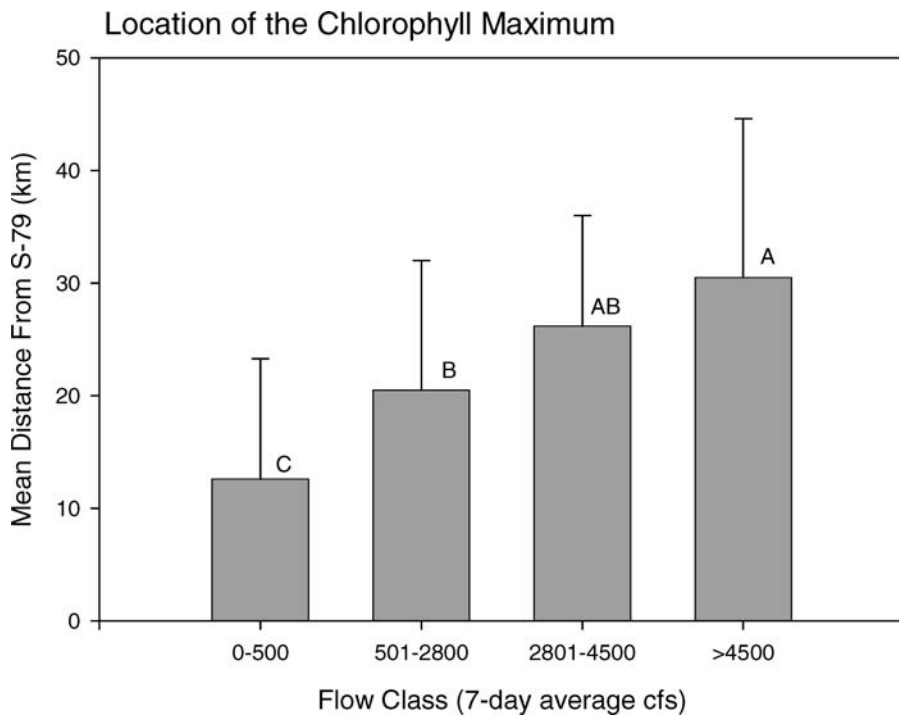 Location of the Chlorophyll Maximum
Mean Distance From S-79 (km)
50
40
30
20
10
0
C
B
AB
A
0-500
501-2800
2801-4500
>4500
Flow Class (7-day average cfs)